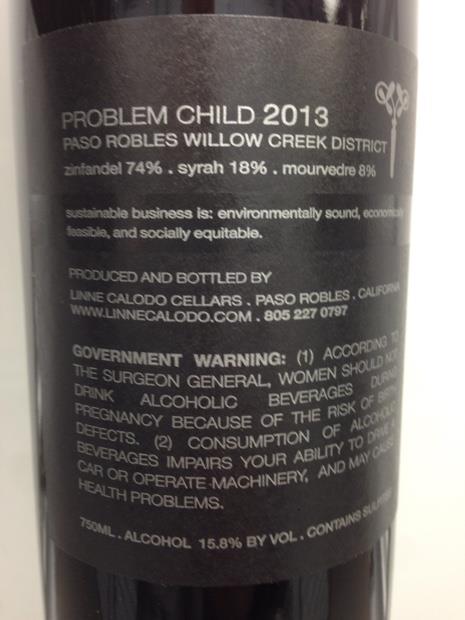 PROBLEM CHILD 2013
PASO ROBLES WILLOW CREEK DISTRICT
zinfandel 74% . syrah 18% . mourvedre 8%
sustainable business is: environmentally sound, economically
feasible, and socially equitable.
PRODUCED AND BOTTLED BY
LINNE CALODO CELLARS . PASO ROBLES . CALIFORNIA
WWW.LINNECALODO.COM . 805 227 0797
GOVERNMENT WARNING: (1) ACCORDING TO
THE SURGEON GENERAL, WOMEN SHOULD NOT
DRINK ALCOHOLIC BEVERAGES DURING
PREGNANCY BECAUSE OF THE RISK OF BIRTH
DEFECTS. (2) CONSUMPTION OF ALCOHOLIC
BEVERAGES IMPAIRS YOUR ABILITY TO DRIVE A
CAR OR OPERATE MACHINERY, AND MAY CAUSE
HEALTH PROBLEMS.
750ML . ALCOHOL 15.8% BY VOL . CONTAINS SULFITES